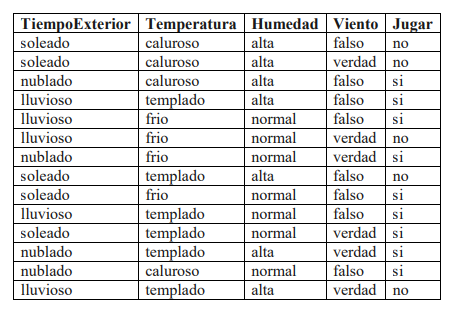 TiempoExterior Temperatura Humedad Viento Jugar
soleado caluroso alta falso no
soleado caluroso alta verdad no
nublado caluroso alta falso si
lluvioso templado alta falso si
lluvioso frio normal falso si
lluvioso frio normal verdad no
nublado frio normal verdad si
soleado templado alta falso no
soleado frio normal falso si
lluvioso templado normal falso si
soleado templado normal verdad si
nublado templado alta verdad si
nublado caluroso normal falso si
lluvioso templado alta verdad no